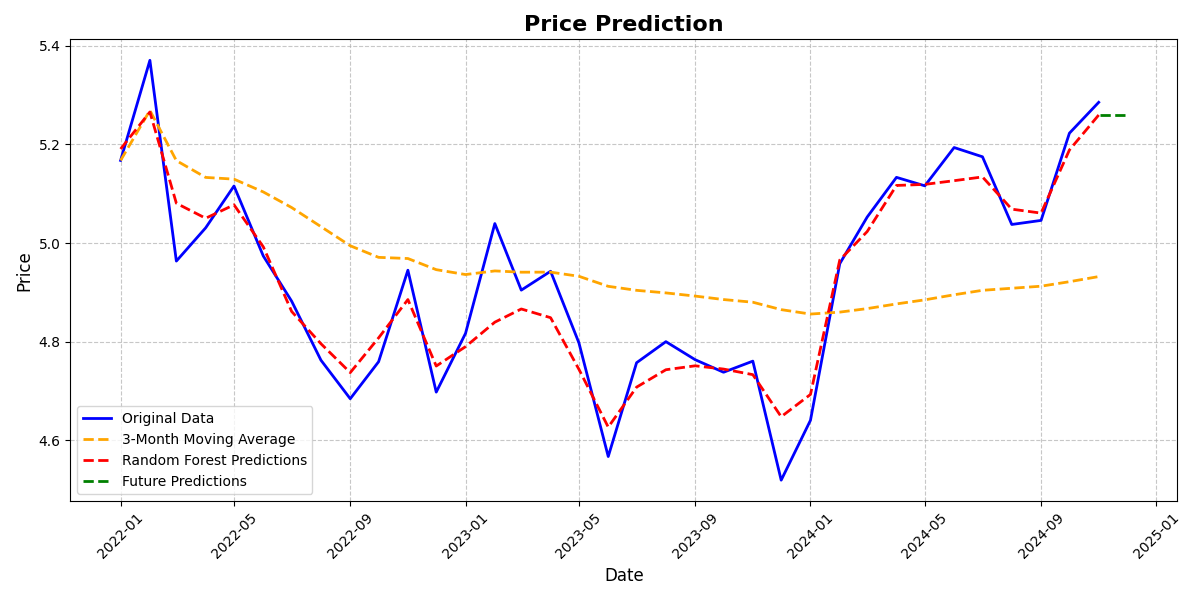 Price Prediction
5.4
5.2
5.0
4.8
4.6
Price
Original Data
3-Month Moving Average
Random Forest Predictions
Future Predictions
2022-01
2022-05
2022-09
2023-01
2023-05
2023-09
2024-01
2024-05
2024-09
2025-01
Date